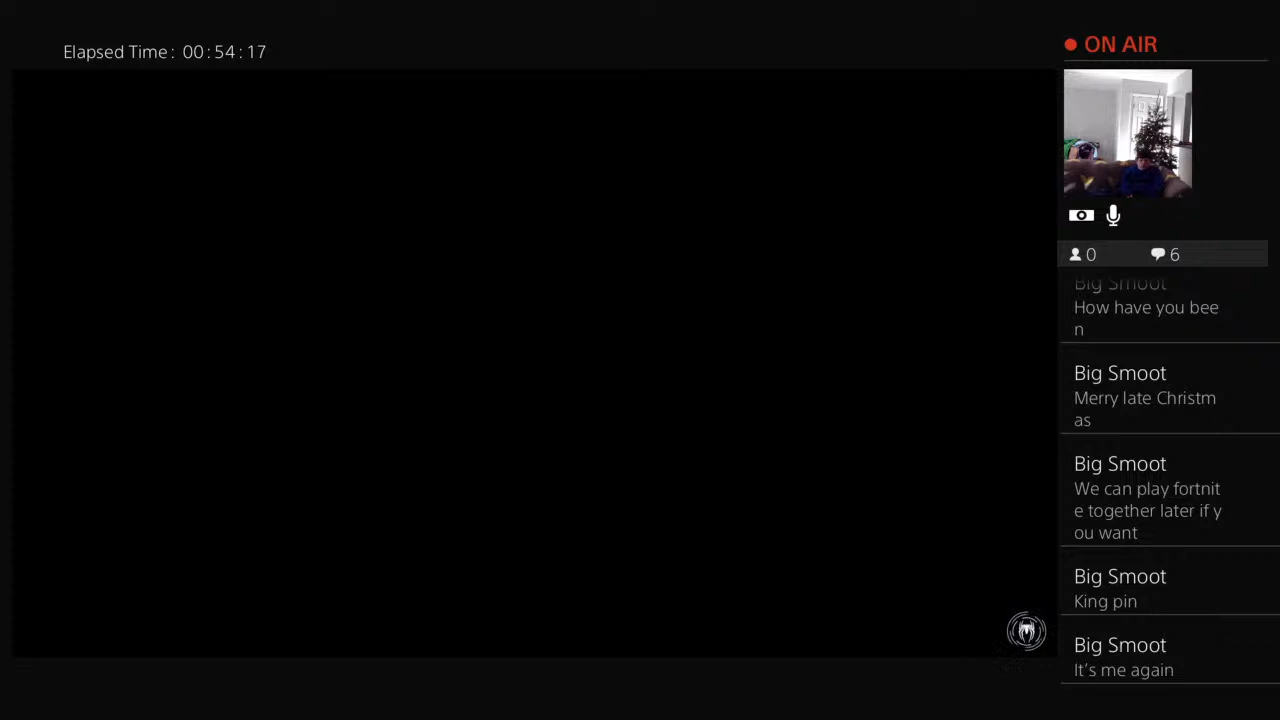 Elapsed Time: 00:54:17
ON AIR
0
6
Big Smoot
How have you bee
n
Big Smoot
Merry late Christm
as
Big Smoot
We can play fortnit
e together later if y
ou want
Big Smoot
King pin
Big Smoot
It's me again